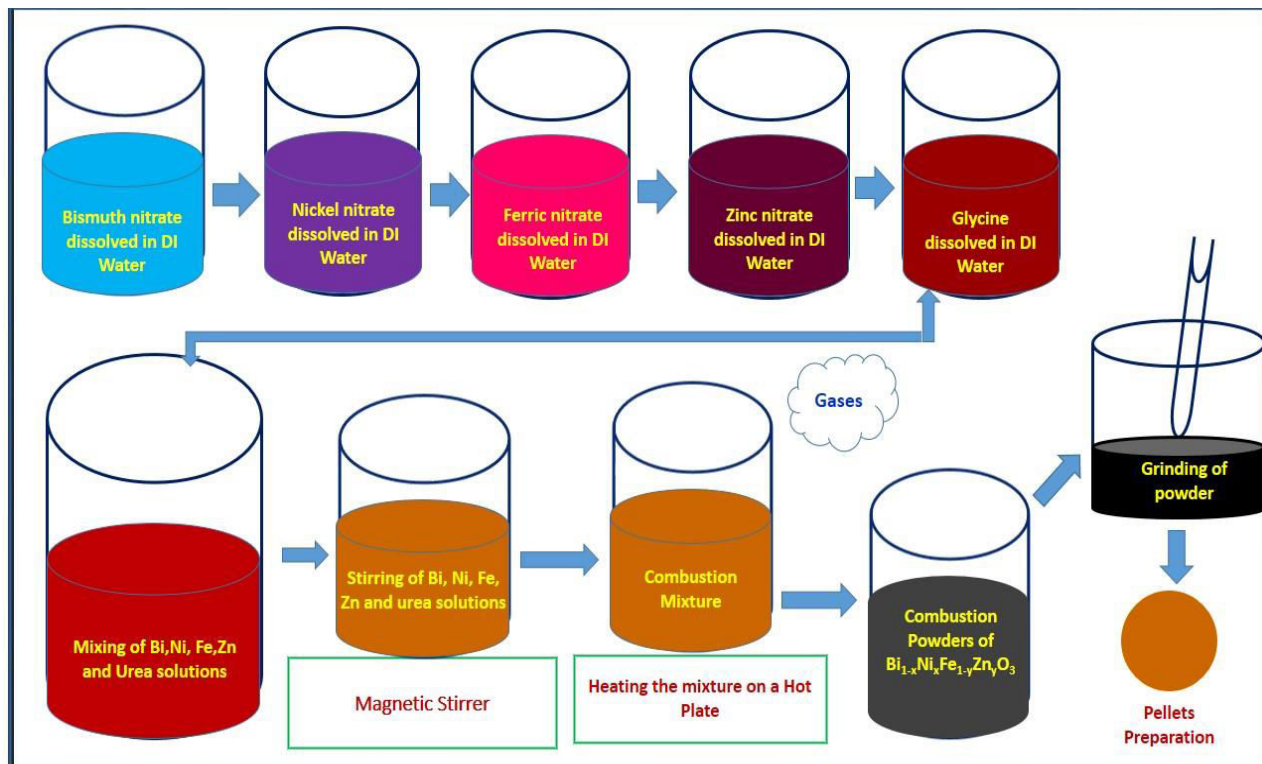 Bismuth nitrate
dissolved in DI
Water
Nickel nitrate
dissolved in DI
Water
Ferric nitrate
dissolved in DI
Water
Zinc nitrate
dissolved in DI
Water
Glycine
dissolved in DI
Water
Gases
Mixing of Bi,Ni, Fe,Zn
and Urea solutions
Stirring of Bi, Ni, Fe,
Zn and urea solutions
Magnetic Stirrer
Combustion
Mixture
Heating the mixture on a Hot
Plate
Combustion
Powders of
Bi₁₋ₓNiₓFe₁₋ᵧZnᵧO₃
Grinding of
powder
Pellets
Preparation